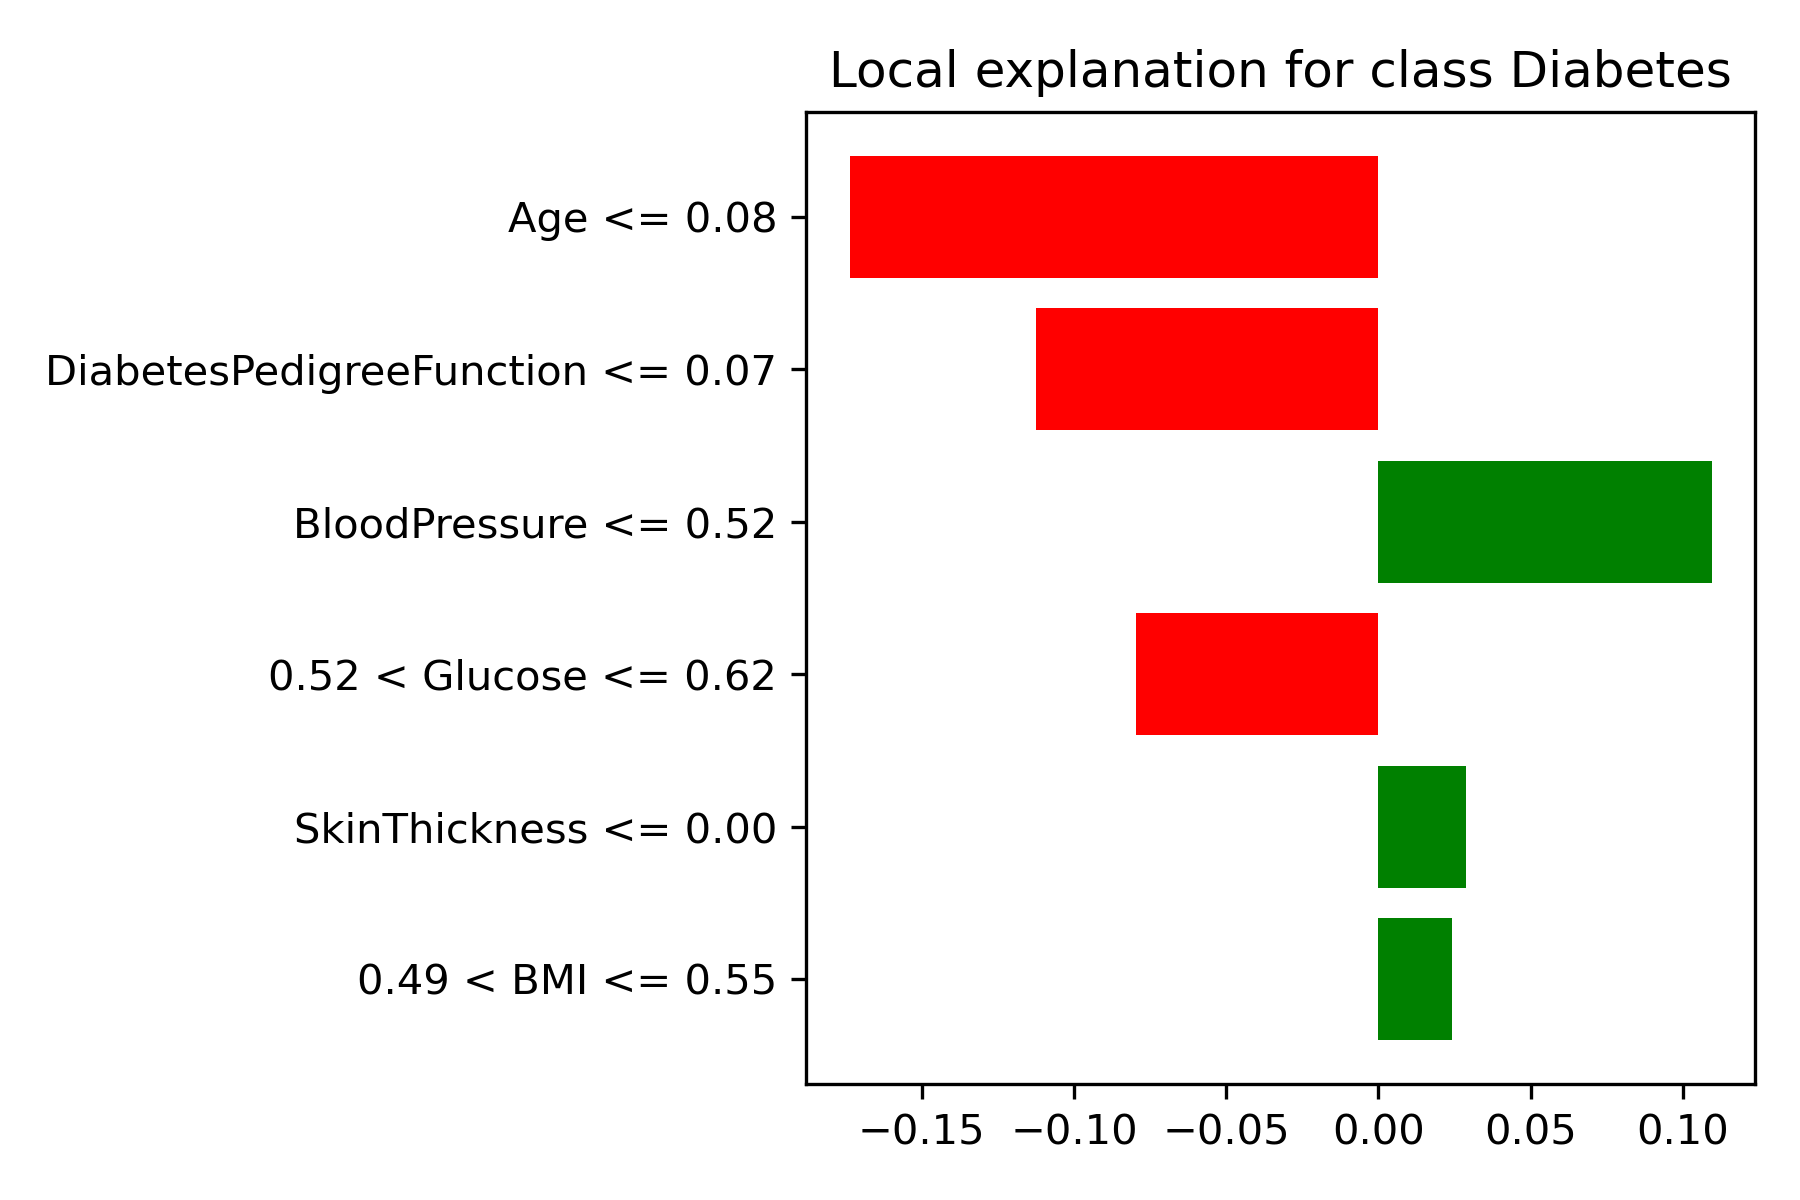 Local explanation for class Diabetes
Age <= 0.08
DiabetesPedigreeFunction <= 0.07
BloodPressure <= 0.52
0.52 < Glucose <= 0.62
SkinThickness <= 0.00
0.49 < BMI <= 0.55
−0.15 −0.10 −0.05 0.00 0.05 0.10